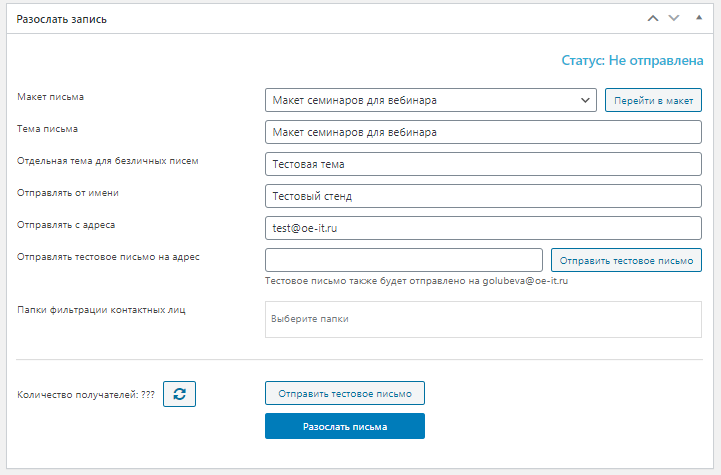 Разослать запись
Статус: Не отправлена
Макет письма Макет семинаров для вебинара Перейти в макет
Тема письма Макет семинаров для вебинара
Отдельная тема для безличных писем Тестовая тема
Отправлять от имени Тестовый стенд
Отправлять с адреса test@oe-it.ru
Отправлять тестовое письмо на адрес Отправить тестовое письмо
Тестовое письмо также будет отправлено на golubeva@oe-it.ru
Папки фильтрации контактных лиц Выберите папки
Количество получателей: ??? Отправить тестовое письмо
Разослать письма